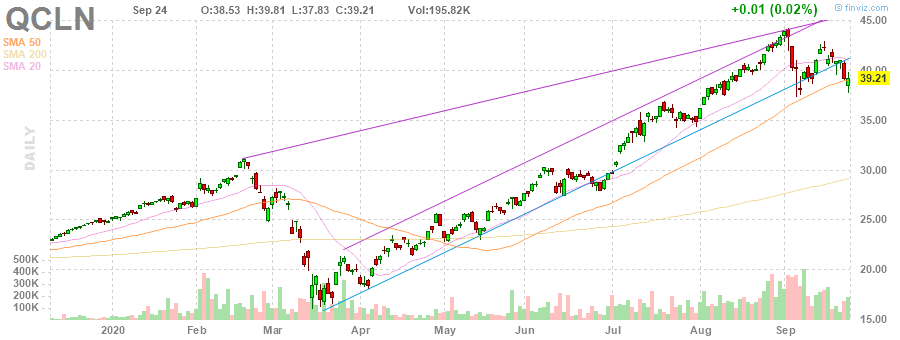 QCLN Sep 24 O:38.53 H:39.81 L:37.83 C:39.21 Vol:195.82K +0.01 (0.02%) © finviz.com
SMA 50
SMA 200
SMA 20
DAILY
45.00
40.00
39.21
35.00
30.00
25.00
20.00
15.00
500K
400K
300K
200K
100K
2020 Feb Mar Apr May Jun Jul Aug Sep